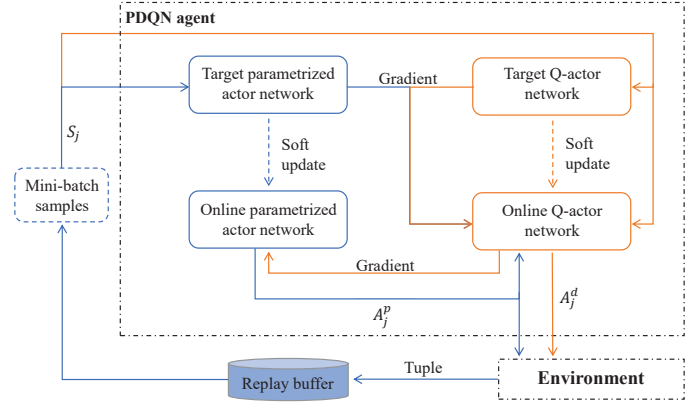 PDQN agent
Target parametrized
actor network
Gradient
Target Q-actor
network
S_j
Soft
update
Soft
update
Mini-batch
samples
Online parametrized
actor network
Online Q-actor
network
Gradient
A_j^p
A_j^d
Tuple
Replay buffer
Environment